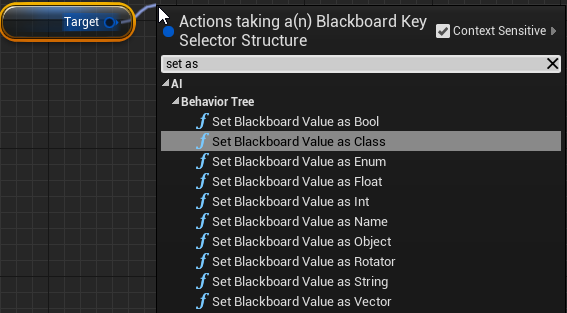 Target
Actions taking a(n) Blackboard Key
Selector Structure
Context Sensitive
set as
AI
Behavior Tree
Set Blackboard Value as Bool
Set Blackboard Value as Class
Set Blackboard Value as Enum
Set Blackboard Value as Float
Set Blackboard Value as Int
Set Blackboard Value as Name
Set Blackboard Value as Object
Set Blackboard Value as Rotator
Set Blackboard Value as String
Set Blackboard Value as Vector